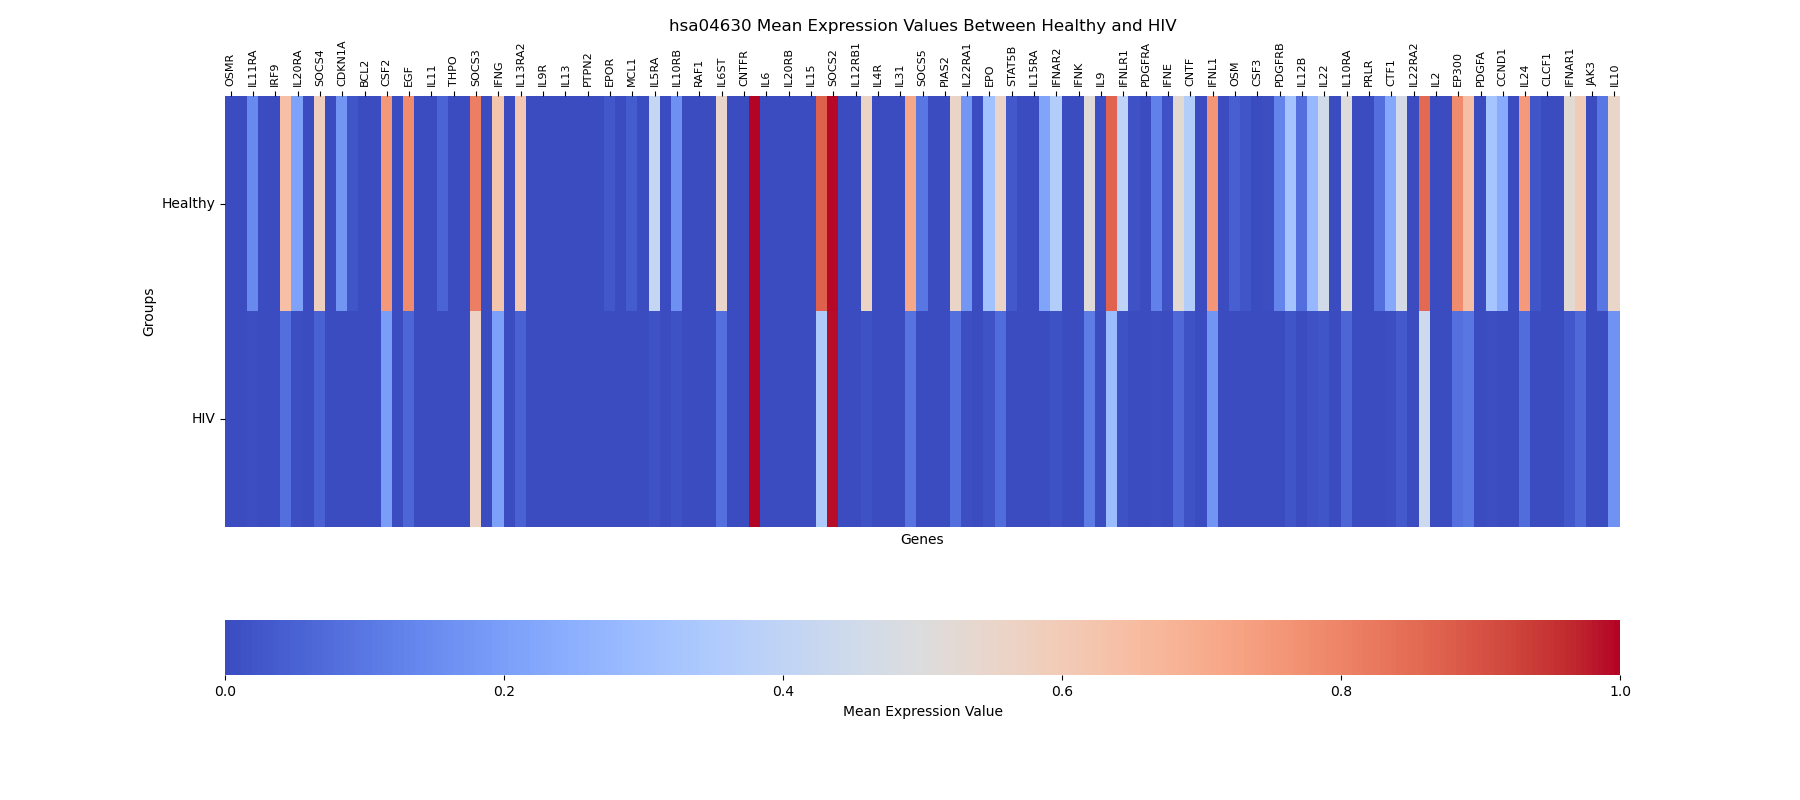 hsa04630 Mean Expression Values Between Healthy and HIV
OSMR
IL11RA
IRF9
IL20RA
SOCS4
CDKN1A
BCL2
CSF2
EGF
IL11
THPO
SOCS3
IFNG
IL13RA2
IL9R
IL13
PTPN2
EPOR
MCL1
IL5RA
IL10RB
RAF1
IL6ST
CNTFR
IL6
IL20RB
IL15
SOCS2
IL12RB1
IL4R
IL31
SOCS5
PIAS2
IL22RA1
EPO
STAT5B
IL15RA
IFNAR2
IFNK
IL9
IFNLR1
PDGFRA
IFNE
CNTF
IFNL1
OSM
CSF3
PDGFRB
IL12B
IL22
IL10RA
PRLR
CTF1
IL22RA2
IL2
EP300
PDGFA
CCND1
IL24
CLCF1
IFNAR1
JAK3
IL10
Healthy
HIV
Groups
Genes
0.0
0.2
0.4
0.6
0.8
1.0
Mean Expression Value